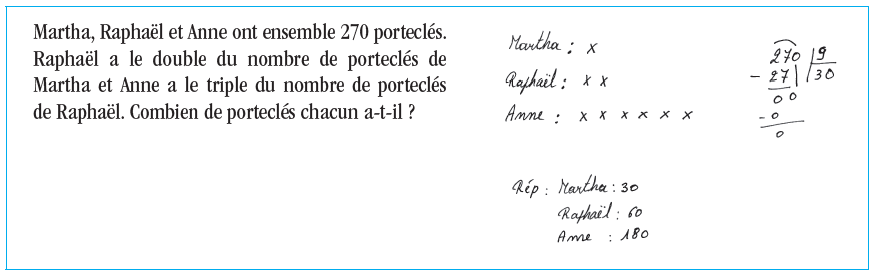 Martha, Raphaël et Anne ont ensemble 270 porteclés.
Raphaël a le double du nombre de porteclés de
Martha et Anne a le triple du nombre de porteclés
de Raphaël. Combien de porteclés chacun a-t-il ?
Martha : x
Raphaël : x x
Anne : x x x x x x
270 9
- 27 30
00
- 0
0
Rép : Martha : 30
Raphaël : 60
Anne : 180